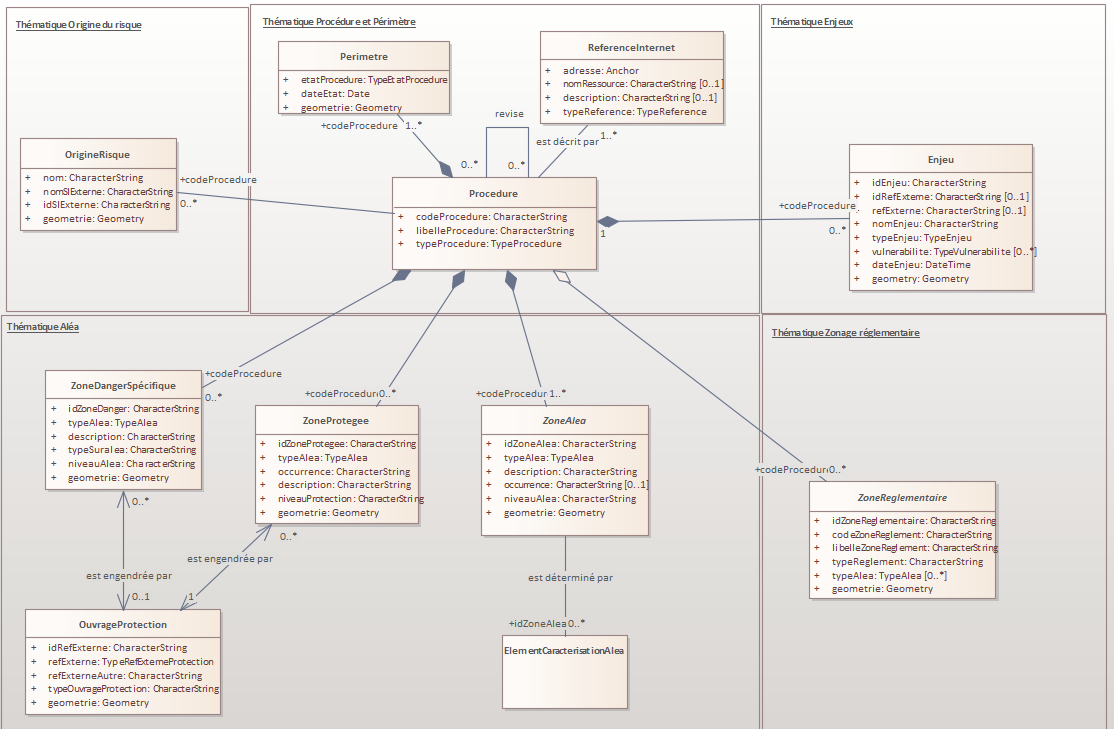 Thématique Origine du risque
OrigineRisque
+ nom: CharacterString
+ nomSIExterne: CharacterString
+ idSIExterne: CharacterString
+ geometrie: Geometry
+codeProcedure
0..*
Thématique Procédure et Périmètre
Perimetre
+ etatProcedure: TypeEtatProcedure
+ dateEtat: Date
+ geometrie: Geometry
+codeProcedure 1..*
0..*
revise
0..*
ReferenceInternet
+ adresse: Anchor
+ nomRessource: CharacterString [0..1]
+ description: CharacterString [0..1]
+ typeReference: TypeReference
est décrit par 1..*
Procedure
+ codeProcedure: CharacterString
+ libelleProcedure: CharacterString
+ typeProcedure: TypeProcedure
1
Thématique Enjeux
+codeProcedure
0..*
Enjeu
+ idEnjeu: CharacterString
+ idRefExterne: CharacterString [0..1]
+ refExterne: CharacterString [0..1]
+ nomEnjeu: CharacterString
+ typeEnjeu: TypeEnjeu
+ vulnerabilite: TypeVulnerabilite [0..*]
+ dateEnjeu: DateTime
+ geometry: Geometry
Thématique Aléa
ZoneDangerSpécifique
+ idZoneDanger: CharacterString
+ typeAlea: TypeAlea
+ description: CharacterString
+ typeSuralea: CharacterString
+ niveauAlea: CharacterString
+ geometrie: Geometry
+codeProcedure
0..*
0..*
est engendrée par
0..1
+codeProcedure 0..*
ZoneProtegee
+ idZoneProtegee: CharacterString
+ typeAlea: TypeAlea
+ occurrence: CharacterString
+ description: CharacterString
+ niveauProtection: CharacterString
+ geometrie: Geometry
0..*
est engendrée par
1
OuvrageProtection
+ idRefExterne: CharacterString
+ refExterne: TypeRefExterneProtection
+ refExterneAutre: CharacterString
+ typeOuvrageProtection: CharacterString
+ geometrie: Geometry
+codeProcedur 1..*
ZoneAlea
+ idZoneAlea: CharacterString
+ typeAlea: TypeAlea
+ description: CharacterString
+ occurrence: CharacterString [0..1]
+ niveauAlea: CharacterString
+ geometrie: Geometry
est déterminé par
+idZoneAlea 0..*
ElementCaracterisationAlea
Thématique Zonage réglementaire
+codeProcedure 0..*
ZoneReglementaire
+ idZoneReglementaire: CharacterString
+ codeZoneReglement: CharacterString
+ libelleZoneReglement: CharacterString
+ typeReglement: CharacterString
+ typeAlea: TypeAlea [0..*]
+ geometrie: Geometry